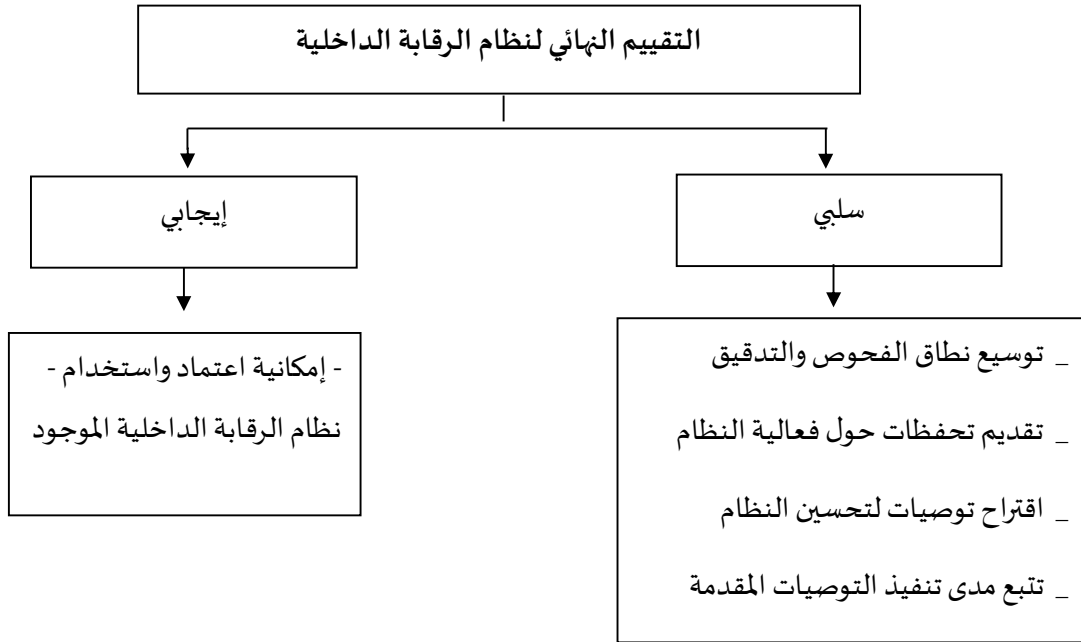 التقييم النهائي لنظام الرقابة الداخلية
سلبي
إيجابي
_ توسيع نطاق الفحوص والتدقيق
_ تقديم تحفظات حول فعالية النظام
_ اقتراح توصيات لتحسين النظام
_ تتبع مدى تنفيذ التوصيات المقدمة
- إمكانية اعتماد واستخدام -
نظام الرقابة الداخلية الموجود